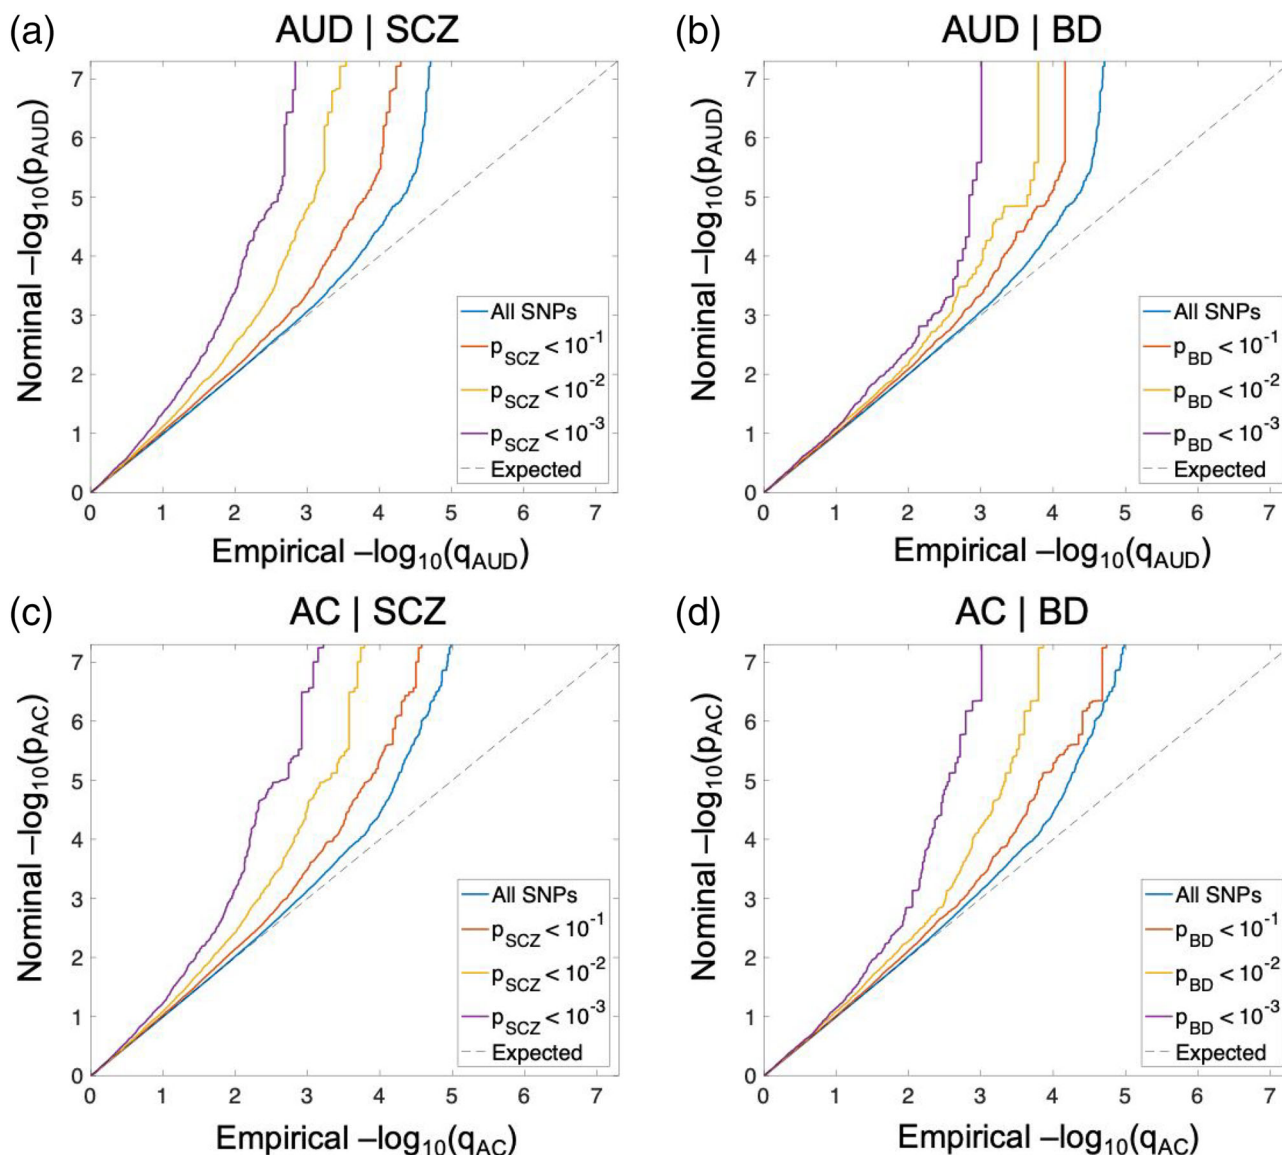 (a)
AUD | SCZ
Nominal –log10(pAUD)
7
6
5
4
3
2
1
0
0 1 2 3 4 5 6 7
Empirical –log10(qAUD)
All SNPs
pSCZ < 10-1
pSCZ < 10-2
pSCZ < 10-3
Expected
(b)
AUD | BD
Nominal –log10(pAUD)
7
6
5
4
3
2
1
0
0 1 2 3 4 5 6 7
Empirical –log10(qAUD)
All SNPs
pBD < 10-1
pBD < 10-2
pBD < 10-3
Expected
(c)
AC | SCZ
Nominal –log10(pAC)
7
6
5
4
3
2
1
0
0 1 2 3 4 5 6 7
Empirical –log10(qAC)
All SNPs
pSCZ < 10-1
pSCZ < 10-2
pSCZ < 10-3
Expected
(d)
AC | BD
Nominal –log10(pAC)
7
6
5
4
3
2
1
0
0 1 2 3 4 5 6 7
Empirical –log10(qAC)
All SNPs
pBD < 10-1
pBD < 10-2
pBD < 10-3
Expected